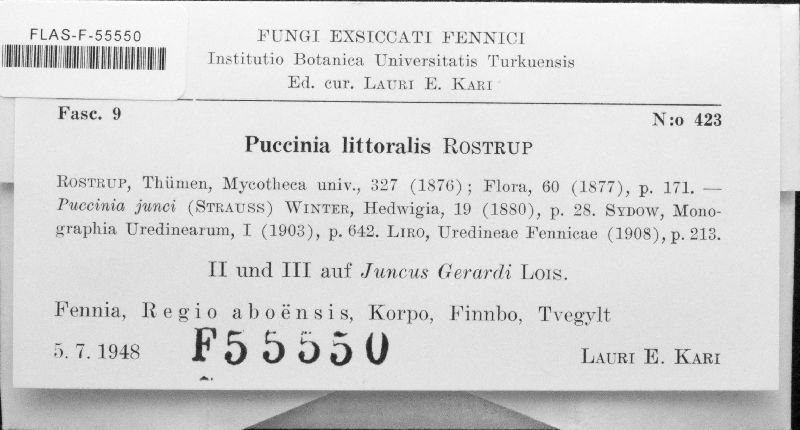 FLAS-F-55550
FUNGI EXSICCATI FENNICI
Institutio Botanica Universitatis Turkuensis
Ed. cur. LAURI E. KARI
Fasc. 9 N:o 423
Puccinia littoralis ROSTRUP
ROSTRUP, Thümen, Mycotheca univ., 327 (1876); Flora, 60 (1877), p. 171. —
Puccinia junci (STRAUSS) WINTER, Hedwigia, 19 (1880), p. 28. SYDOW, Mono-
graphia Uredinearum, I (1903), p. 642. LIRO, Uredineae Fennicae (1908), p. 213.
II und III auf Juncus Gerardi LOIS.
Fennia, Regio aboënsis, Korpo, Finnbo, Tvegylt
5. 7. 1948 F55550 LAURI E. KARI